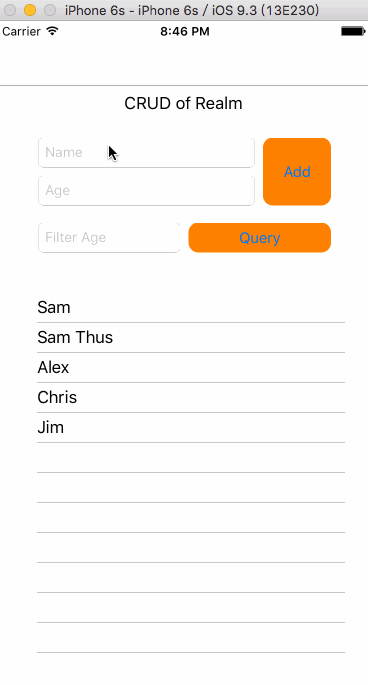 iPhone 6s - iPhone 6s / iOS 9.3 (13E230)
Carrier 8:46 PM
CRUD of Realm
Name
Add
Age
Filter Age
Query
Sam
Sam Thus
Alex
Chris
Jim